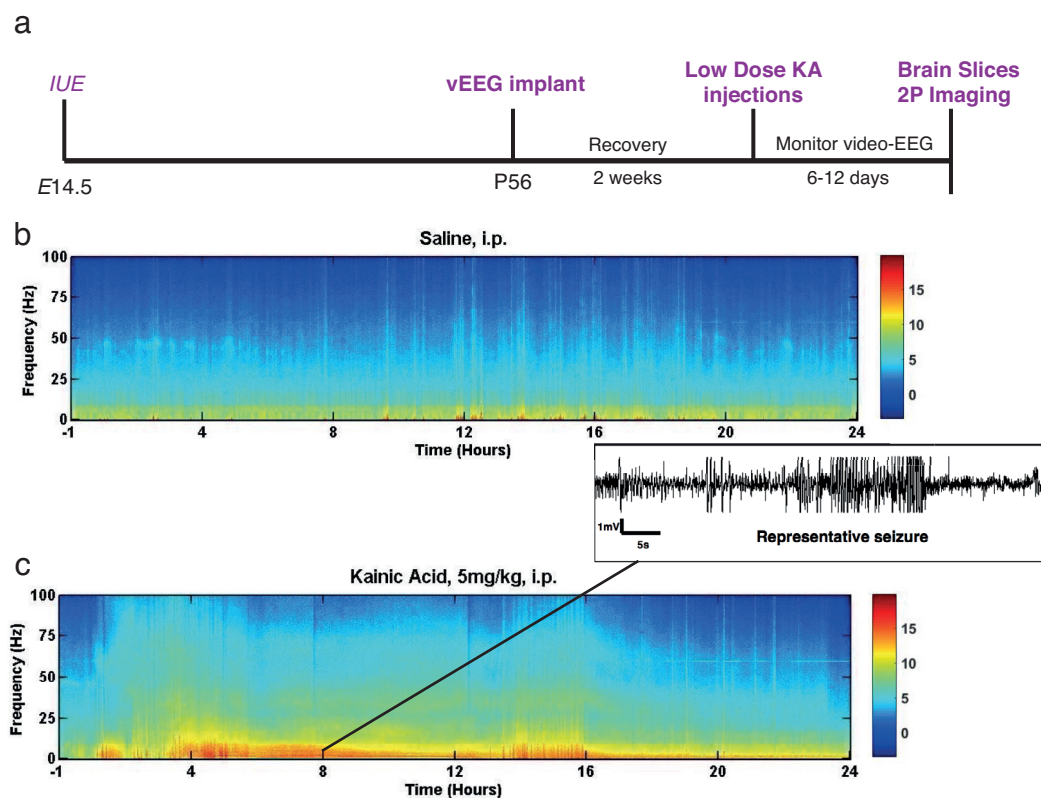 a
IUE
vEEG implant
Low Dose KA
injections
Brain Slices
2P Imaging
Recovery
Monitor video-EEG
E14.5
P56
2 weeks
6-12 days
b
Saline, i.p.
Frequency (Hz)
100
75
50
25
0
-1
4
8
12
16
20
24
Time (Hours)
15
10
5
0
1mV
5s
Representative seizure
c
Kainic Acid, 5mg/kg, i.p.
Frequency (Hz)
100
75
50
25
0
-1
4
8
12
16
20
24
Time (Hours)
15
10
5
0